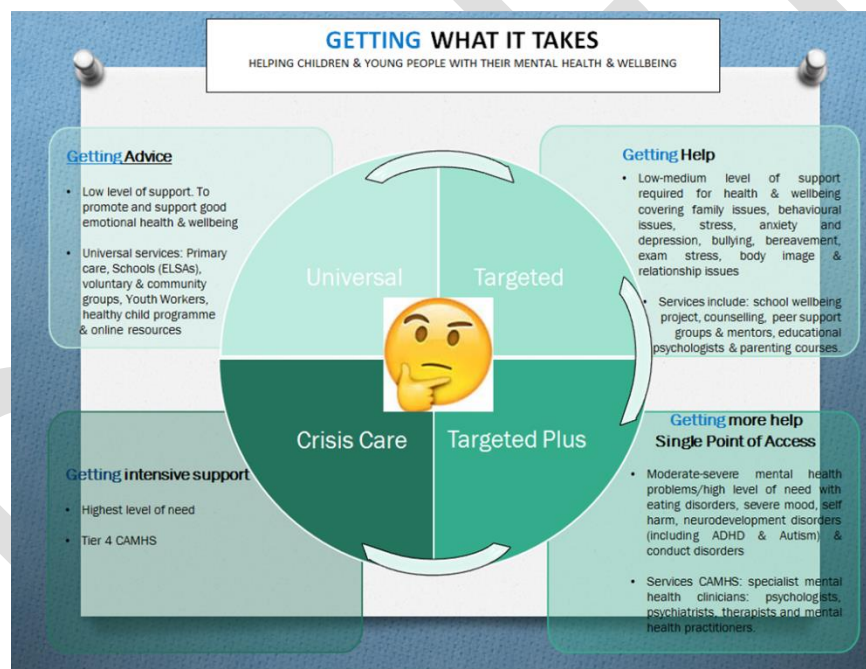 GETTING WHAT IT TAKES
HELPING CHILDREN & YOUNG PEOPLE WITH THEIR MENTAL HEALTH & WELLBEING
Getting Advice
• Low level of support. To
promote and support good
emotional health & wellbeing
• Universal services: Primary
care, Schools (ELSAs),
voluntary & community
groups, Youth Workers,
healthy child programme
& online resources
Universal
Targeted
Getting Help
• Low-medium level of support
required for health & wellbeing
covering family issues, behavioural
issues, stress, anxiety and
depression, bullying, bereavement,
exam stress, body image &
relationship issues
• Services include: school wellbeing
project, counselling, peer support
groups & mentors, educational
psychologists & parenting courses.
Crisis Care
Targeted Plus
Getting intensive support
• Highest level of need
• Tier 4 CAMHS
Getting more help
Single Point of Access
• Moderate-severe mental health
problems/high level of need with
eating disorders, severe mood, self
harm, neurodevelopment disorders
(including ADHD & Autism) &
conduct disorders
• Services CAMHS: specialist mental
health clinicians: psychologists,
psychiatrists, therapists and mental
health practitioners.